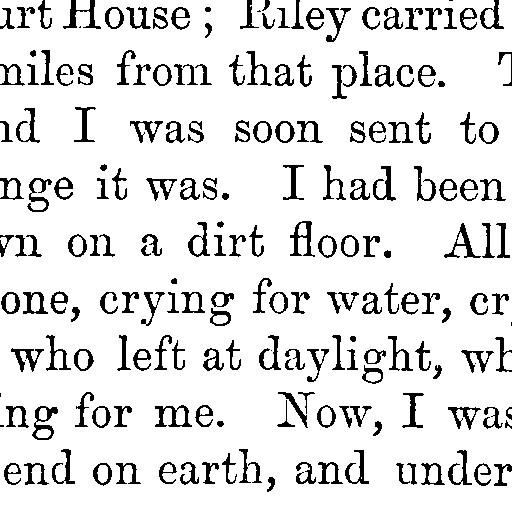 urt House; Riley carried
miles from that place.
nd I was soon sent to
nge it was. I had been
wn on a dirt floor. All
one, crying for water, cr
who left at daylight, wh
ing for me. Now, I was
end on earth, and under